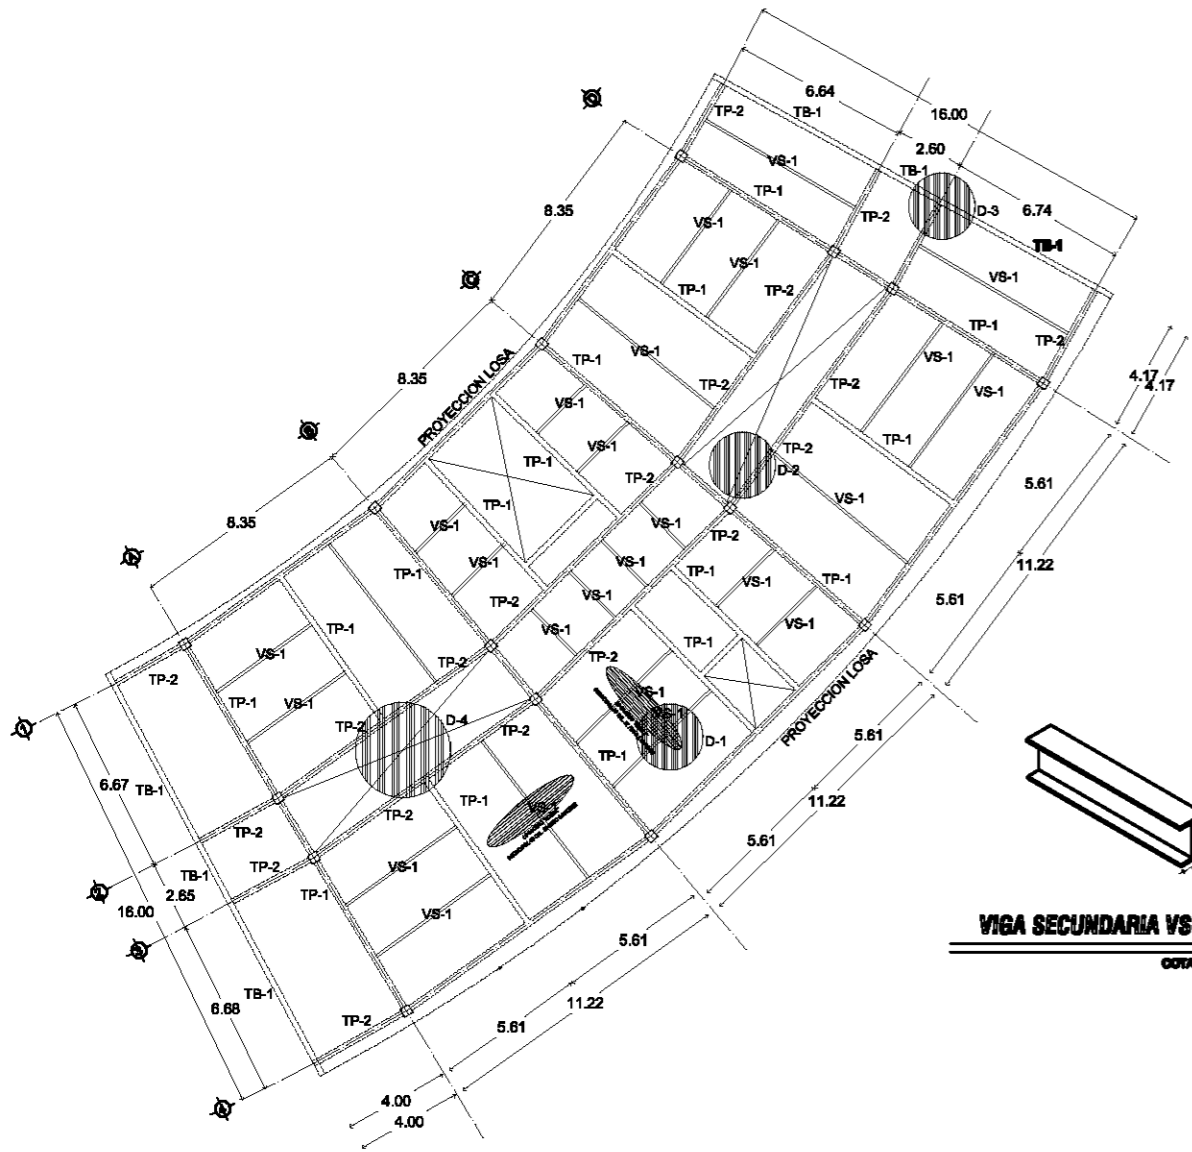 16.00
6.64
2.60
6.74
TB-1
TP-2
VS-1
TB-1
TP-1
D-3
TB-1
TP-2
VS-1
TP-2
8.35
VS-1
VS-1
TP-1
TP-2
TP-1
4.17
4.17
VS-1
TP-2
TP-2
VS-1
VS-1
TP-1
PROYECCION LOSA
8.35
TP-1
VS-1
VS-1
TP-1
TP-2
D-2
TP-2
VS-1
5.61
11.22
5.61
8.35
TP-1
VS-1
VS-1
TP-1
TP-2
VS-1
VS-1
VS-1
VS-1
TP-2
TP-1
VS-1
TP-1
VS-1
TP-1
TP-2
VS-1
D-1
TP-1
PROYECCION LOSA
5.61
11.22
5.61
TP-2
TP-1
VS-1
VS-1
TP-1
TP-2
TP-2
D-4
TP-2
TP-1
VS-1
TP-2
6.67
TB-1
TP-2
TP-2
TB-1
TP-1
VS-1
VS-1
2.65
16.00
6.68
TB-1
TP-2
5.61
11.22
5.61
4.00
4.00
VIGA SECUNDARIA VS